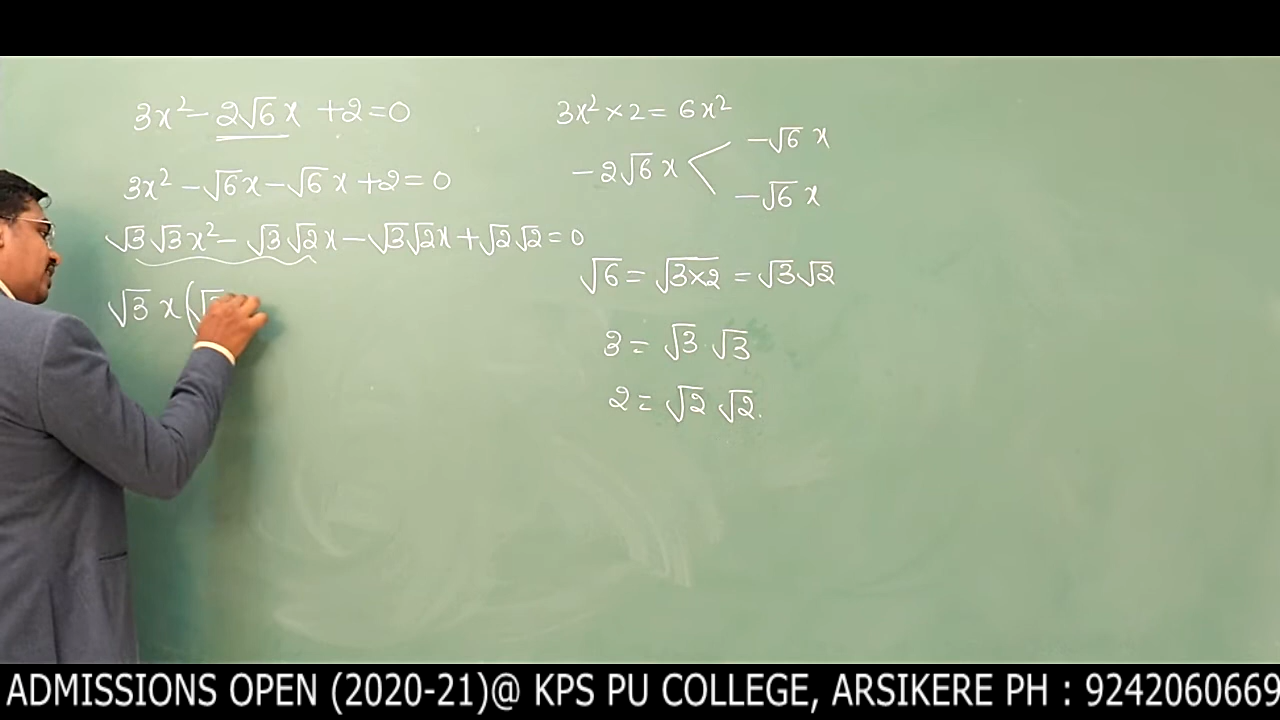 3x² - 2√6 x + 2 = 0
3x² - √6x - √6x + 2 = 0
√3 √3 x² - √3 √2 x - √3 √2 x + √2 √2 = 0
√3 x (
3x² × 2 = 6x²
- 2√6 x
- √6 x
- √6 x
√6 = √3×2 = √3 √2
3 = √3 . √3
2 = √2 √2.
ADMISSIONS OPEN (2020-21)@ KPS PU COLLEGE, ARSIKERE PH : 9242060669